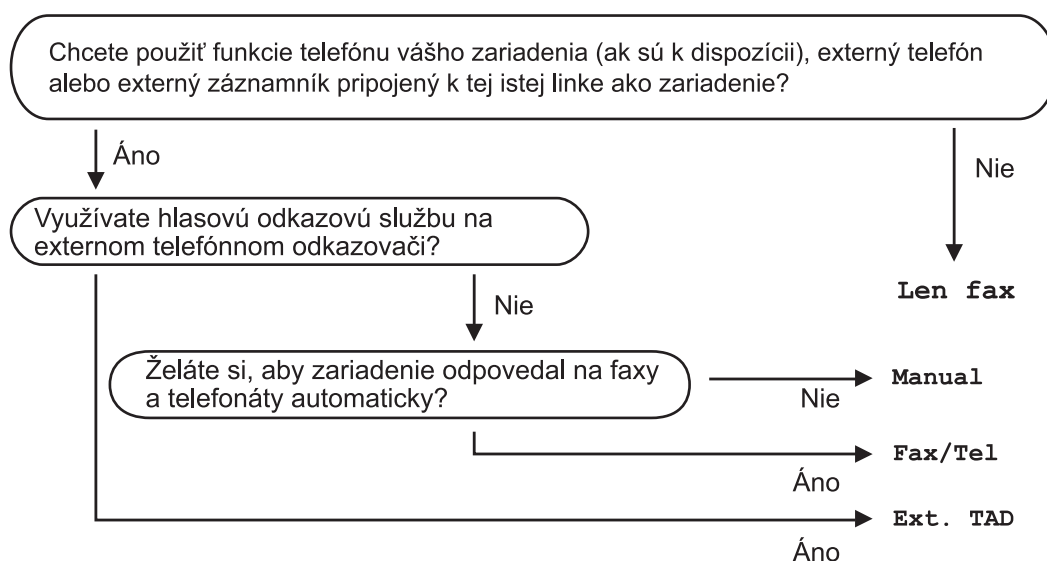 Chcete použiť funkcie telefónu vášho zariadenia (ak sú k dispozícii), externý telefón
alebo externý záznamník pripojený k tej istej linke ako zariadenie?
Áno
Nie
Využívate hlasovú odkazovú službu na
externom telefónnom odkazovači?
Len fax
Nie
Želáte si, aby zariadenie odpovedal na faxy
a telefonáty automaticky?
Manual
Nie
Fax/Tel
Áno
Ext. TAD
Áno